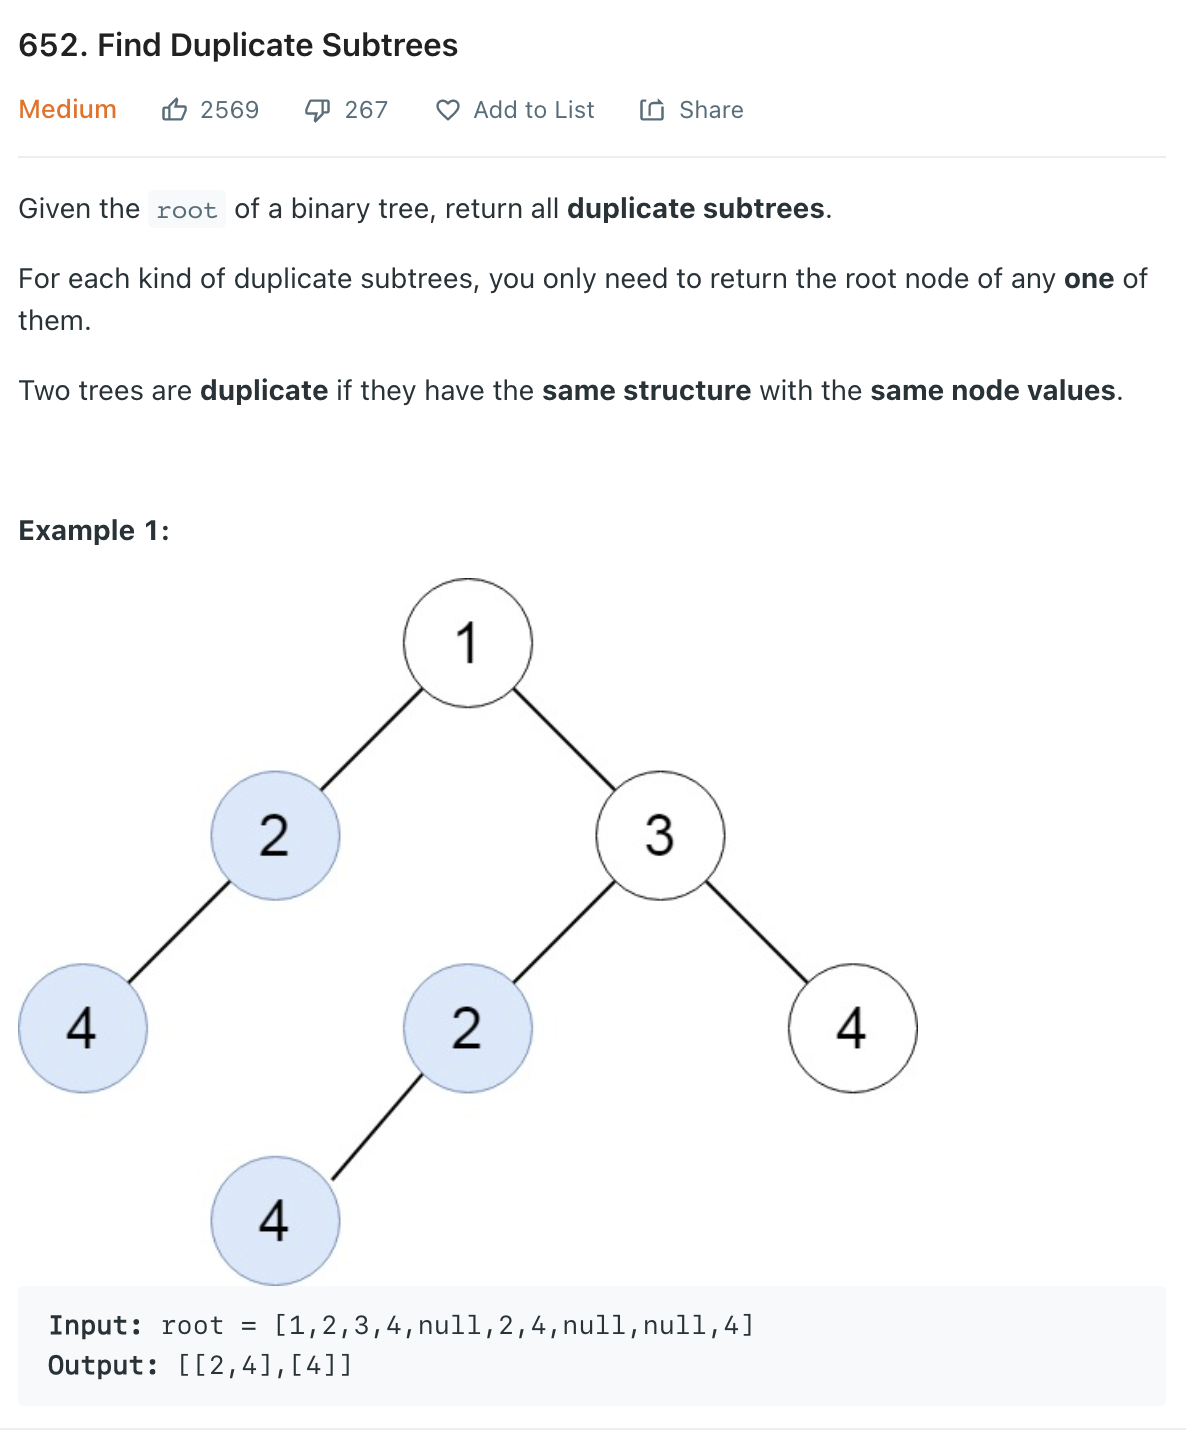 652. Find Duplicate Subtrees
Medium 2569 267 Add to List Share
Given the root of a binary tree, return all duplicate subtrees.
For each kind of duplicate subtrees, you only need to return the root node of any one of
them.
Two trees are duplicate if they have the same structure with the same node values.
Example 1:
1
2 3
4 2 4
4
Input: root = [1,2,3,4,null,2,4,null,null,4]
Output: [[2,4],[4]]